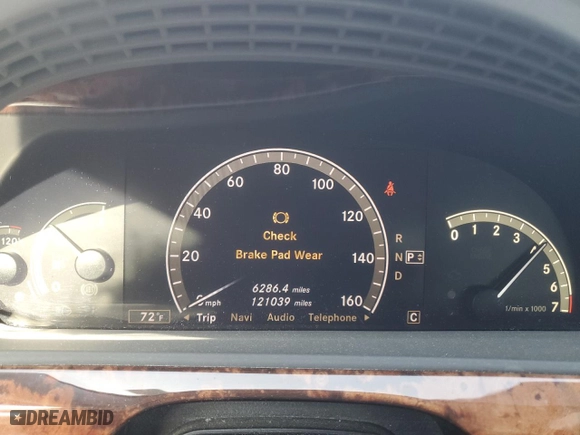 80
60
100
40
120
20
140
0 mph
160
Check
Brake Pad Wear
6286.4 miles
121039 miles
Trip Navi Audio Telephone
72°F
R
N P
D
C
120
0 1 2 3 4 5 6 7
1/min x 1000
DREAMBID